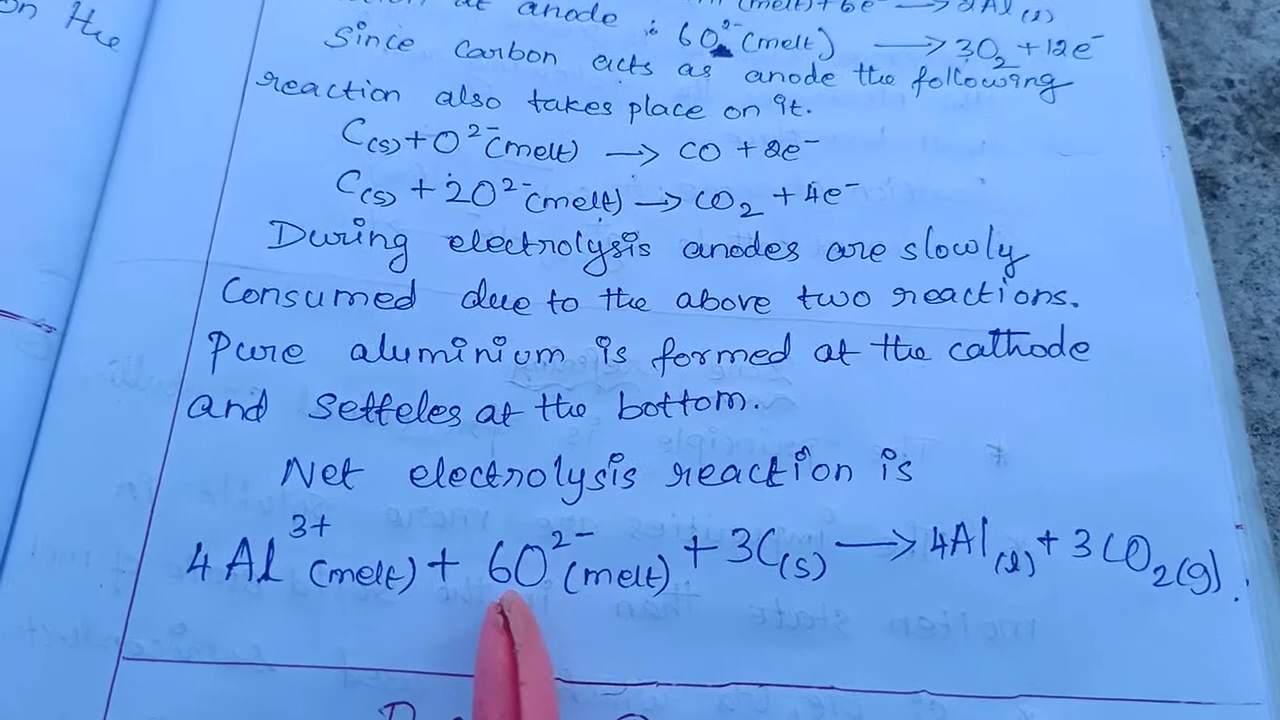 on the
at anode : 6O²⁻(melt) ⟶ 3O₂ + 12e⁻
Since Carbon acts as anode the following
reaction also takes place on it.
C(s) + O²⁻(melt) → CO + 2e⁻
C(s) + 2O²⁻(melt) → CO₂ + 4e⁻
During electrolysis anodes are slowly
Consumed due to the above two reactions.
Pure aluminium is formed at the cathode
and setteles at the bottom.
Net electrolysis reaction is
4Al³⁺(melt) + 6O²⁻(melt) + 3C(s) ⟶ 4Al(l) + 3CO₂(g).